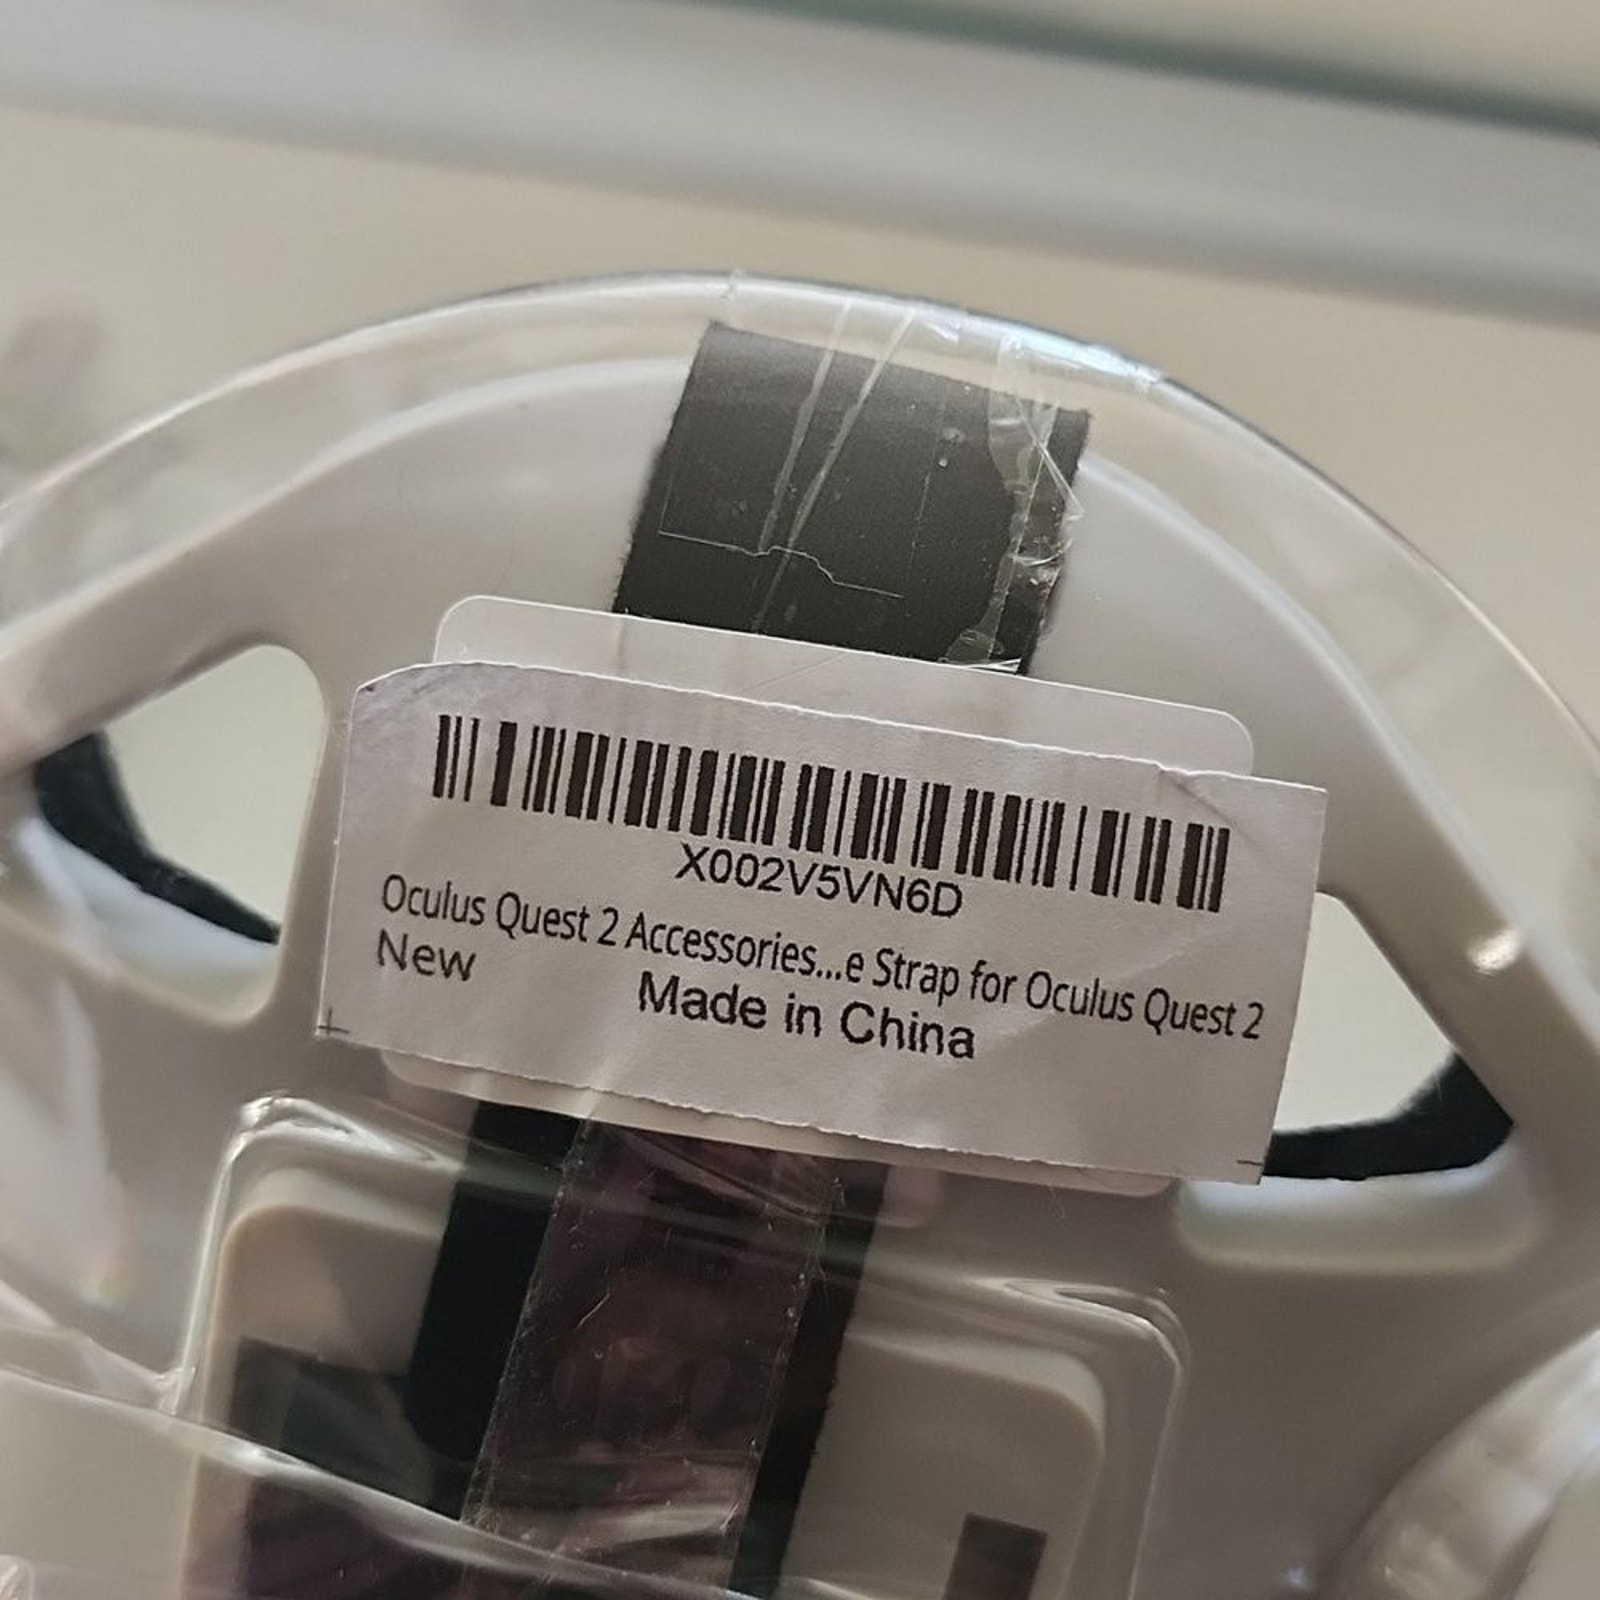 X002V5VN6D
Oculus Quest 2 Accessories...e Strap for Oculus Quest 2
New
Made in China